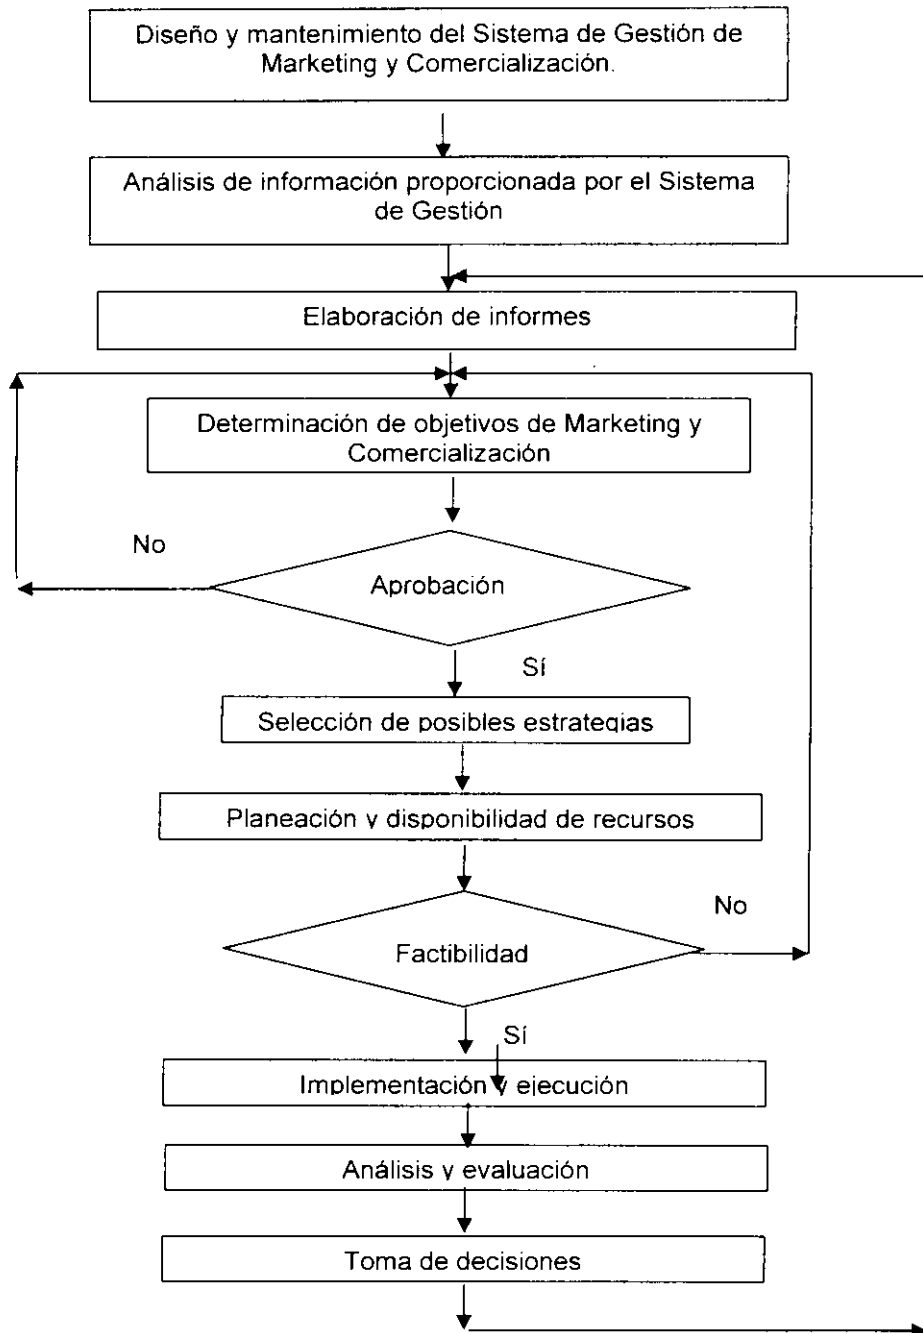 Diseño y mantenimiento del Sistema de Gestión de
Marketing y Comercialización.
Análisis de información proporcionada por el Sistema
de Gestión
Elaboración de informes
Determinación de objetivos de Marketing y
Comercialización
No
Aprobación
Sí
Selección de posibles estrategias
Planeación y disponibilidad de recursos
No
Factibilidad
Sí
Implementación y ejecución
Análisis y evaluación
Toma de decisiones